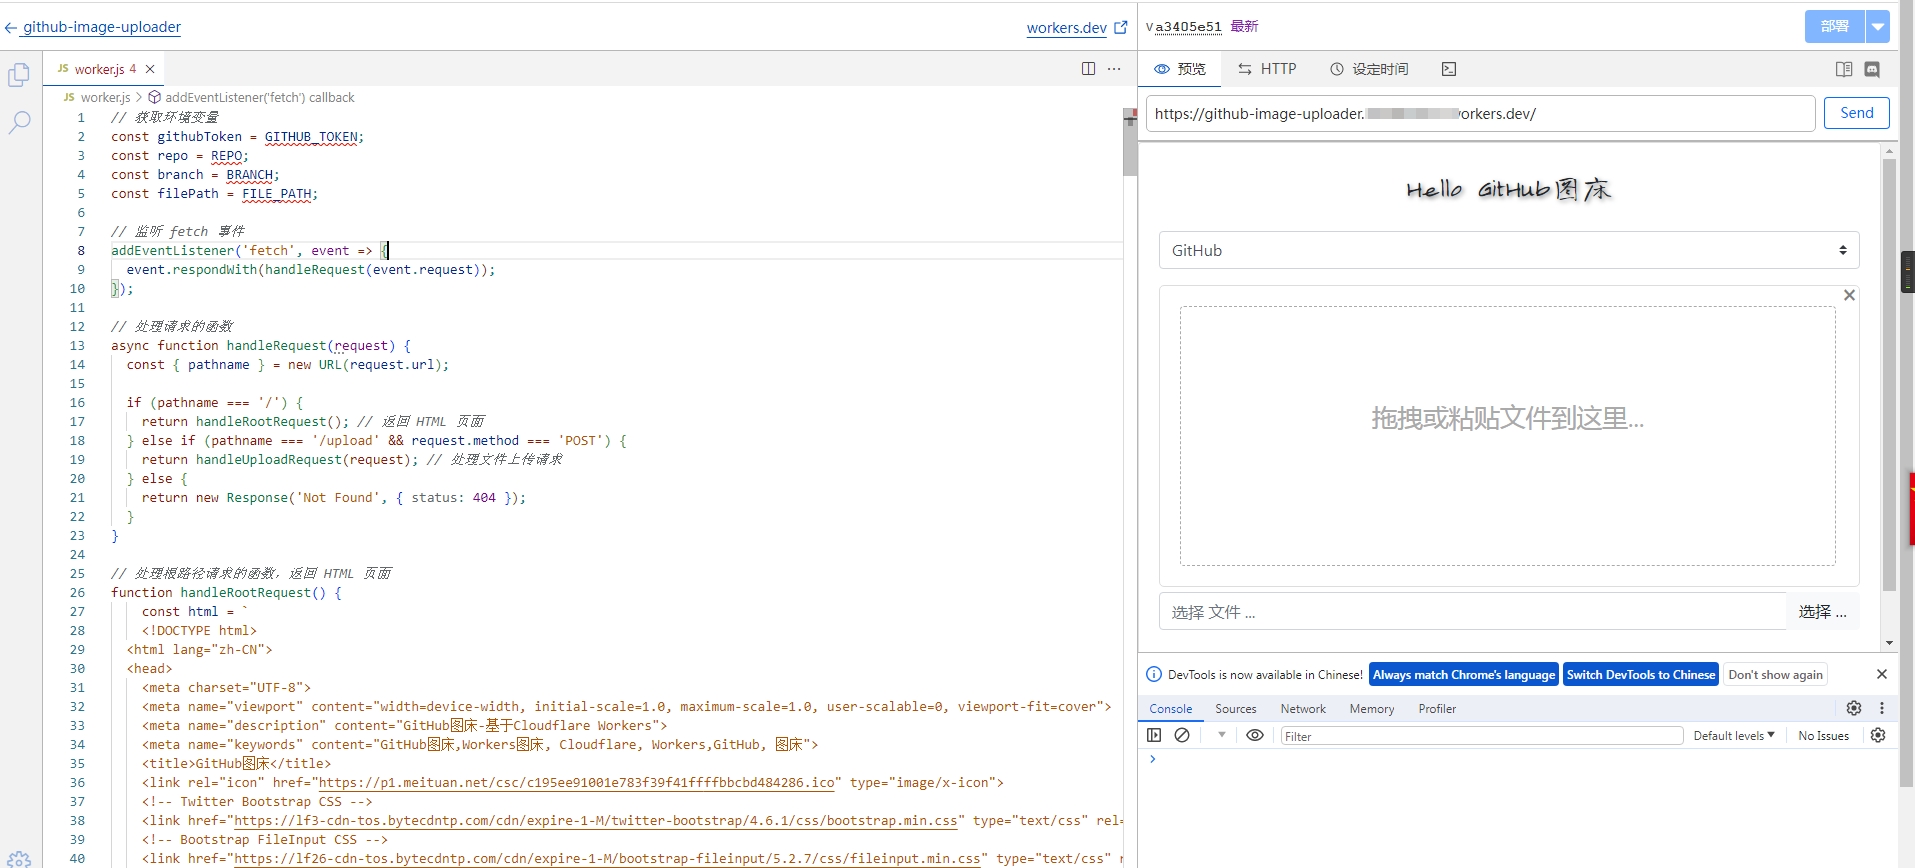 github-image-uploader
workers.dev
va3405e51 最新
部署
JS worker.js 4
预览
HTTP
设定时间
JS worker.js > addEventListener('fetch') callback
https://github-image-uploader. orkers.dev/
Send
1 // 获取环境变量
2 const githubToken = GITHUB_TOKEN;
3 const repo = REPO;
4 const branch = BRANCH;
5 const filePath = FILE_PATH;
6
7 // 监听 fetch 事件
8 addEventListener('fetch', event => {
9 event.respondWith(handleRequest(event.request));
10 });
11
12 // 处理请求的函数
13 async function handleRequest(request) {
14 const { pathname } = new URL(request.url);
15
16 if (pathname === '/') {
17 return handleRootRequest(); // 返回 HTML 页面
18 } else if (pathname === '/upload' && request.method === 'POST') {
19 return handleUploadRequest(request); // 处理文件上传请求
20 } else {
21 return new Response('Not Found', { status: 404 });
22 }
23 }
24
25 // 处理根路径请求的函数，返回 HTML 页面
26 function handleRootRequest() {
27 const html = `
28 <!DOCTYPE html>
29 <html lang="zh-CN">
30 <head>
31 <meta charset="UTF-8">
32 <meta name="viewport" content="width=device-width, initial-scale=1.0, maximum-scale=1.0, user-scalable=0, viewport-fit=cover">
33 <meta name="description" content="GitHub图床-基于Cloudflare Workers">
34 <meta name="keywords" content="GitHub图床,Workers图床, Cloudflare, Workers,GitHub, 图床">
35 <title>GitHub图床</title>
36 <link rel="icon" href="https://p1.meituan.net/csc/c195ee91001e783f39f41ffffbbcbd484286.ico" type="image/x-icon">
37 <!-- Twitter Bootstrap CSS -->
38 <link href="https://lf3-cdn-tos.bytecdntp.com/cdn/expire-1-M/twitter-bootstrap/4.6.1/css/bootstrap.min.css" type="text/css" rel=
39 <!-- Bootstrap FileInput CSS -->
40 <link href="https://lf26-cdn-tos.bytecdntp.com/cdn/expire-1-M/bootstrap-fileinput/5.2.7/css/fileinput.min.css" type="text/css" r
Hello GitHub图床
GitHub
拖拽或粘贴文件到这里...
选择 文件 ...
选择 ...
DevTools is now available in Chinese!
Always match Chrome's language
Switch DevTools to Chinese
Don't show again
Console
Sources
Network
Memory
Profiler
Filter
Default levels
No Issues